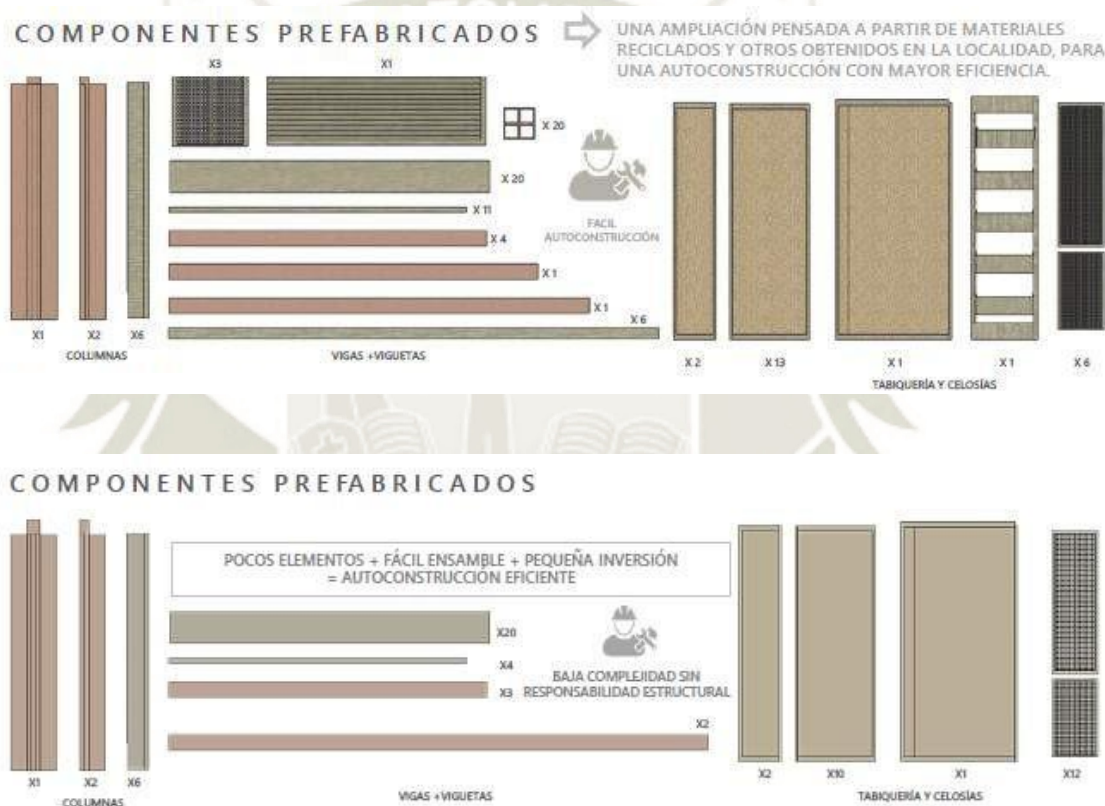 COMPONENTES PREFABRICADOS
UNA AMPLIACIÓN PENSADA A PARTIR DE MATERIALES
RECICLADOS Y OTROS OBTENIDOS EN LA LOCALIDAD, PARA
UNA AUTOCONSTRUCCIÓN CON MAYOR EFICIENCIA.
X3
X1
X 20
X 20
X 11
X 4
X 1
X 1
X 6
FACIL
AUTOCONSTRUCCIÓN
X1
X2
X6
COLUMNAS
VIGAS +VIGUETAS
X 2
X 13
X 1
X 1
X 6
TABIQUERÍA Y CELOSÍAS
COMPONENTES PREFABRICADOS
POCOS ELEMENTOS + FÁCIL ENSAMBLE + PEQUEÑA INVERSIÓN
= AUTOCONSTRUCCIÓN EFICIENTE
X20
X4
X3
X2
BAJA COMPLEJIDAD SIN
RESPONSABILIDAD ESTRUCTURAL
X1
X2
X6
COLUMNAS
VIGAS +VIGUETAS
X2
X10
X1
X12
TABIQUERÍA Y CELOSÍAS